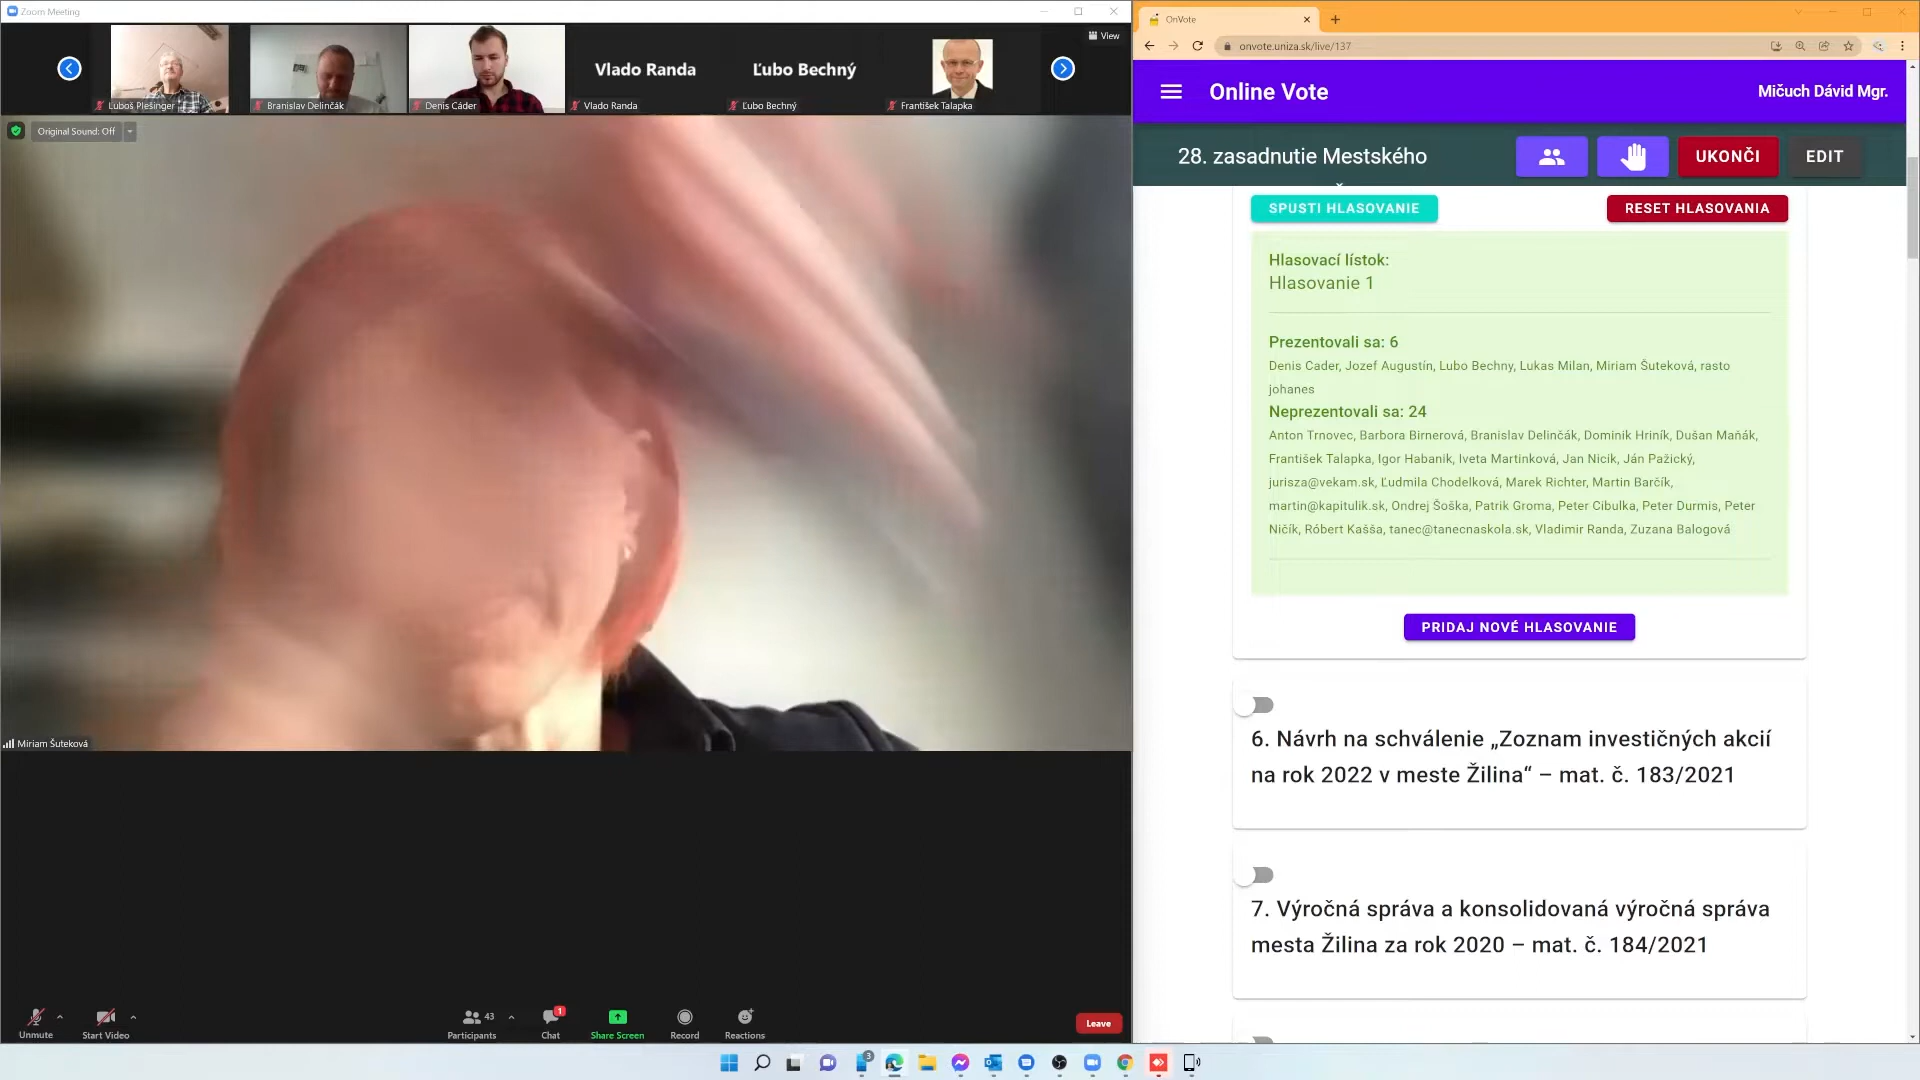 Zoom Meeting
View
Ľuboš Plešinger
Branislav Delinčák
Denis Cáder
Vlado Randa
Vlado Randa
Ľubo Bechný
Ľubo Bechný
František Talapka
Original Sound: Off
Miriam Šuteková
Unmute
Start Video
43
Participants
1
Chat
Share Screen
Record
Reactions
Leave
OnVote
onvote.uniza.sk/live/137
Online Vote
Mičuch Dávid Mgr.
28. zasadnutie Mestského
UKONČI
EDIT
SPUSTI HLASOVANIE
RESET HLASOVANIA
Hlasovací lístok:
Hlasovanie 1
Prezentovali sa: 6
Denis Cader, Jozef Augustín, Lubo Bechny, Lukas Milan, Miriam Šuteková, rasto
johanes
Neprezentovali sa: 24
Anton Trnovec, Barbora Birnerová, Branislav Delinčák, Dominik Hriník, Dušan Maňák,
František Talapka, Igor Habanik, Iveta Martinková, Jan Nicík, Ján Pažický,
jurisza@vekam.sk, Ľudmila Chodelková, Marek Richter, Martin Barčík,
martin@kapitulik.sk, Ondrej Šoška, Patrik Groma, Peter Cibulka, Peter Durmis, Peter
Ničík, Róbert Kašša, tanec@tanecnaskola.sk, Vladimir Randa, Zuzana Balogová
PRIDAJ NOVÉ HLASOVANIE
6. Návrh na schválenie „Zoznam investičných akcií
na rok 2022 v meste Žilina“ – mat. č. 183/2021
7. Výročná správa a konsolidovaná výročná správa
mesta Žilina za rok 2020 – mat. č. 184/2021
3